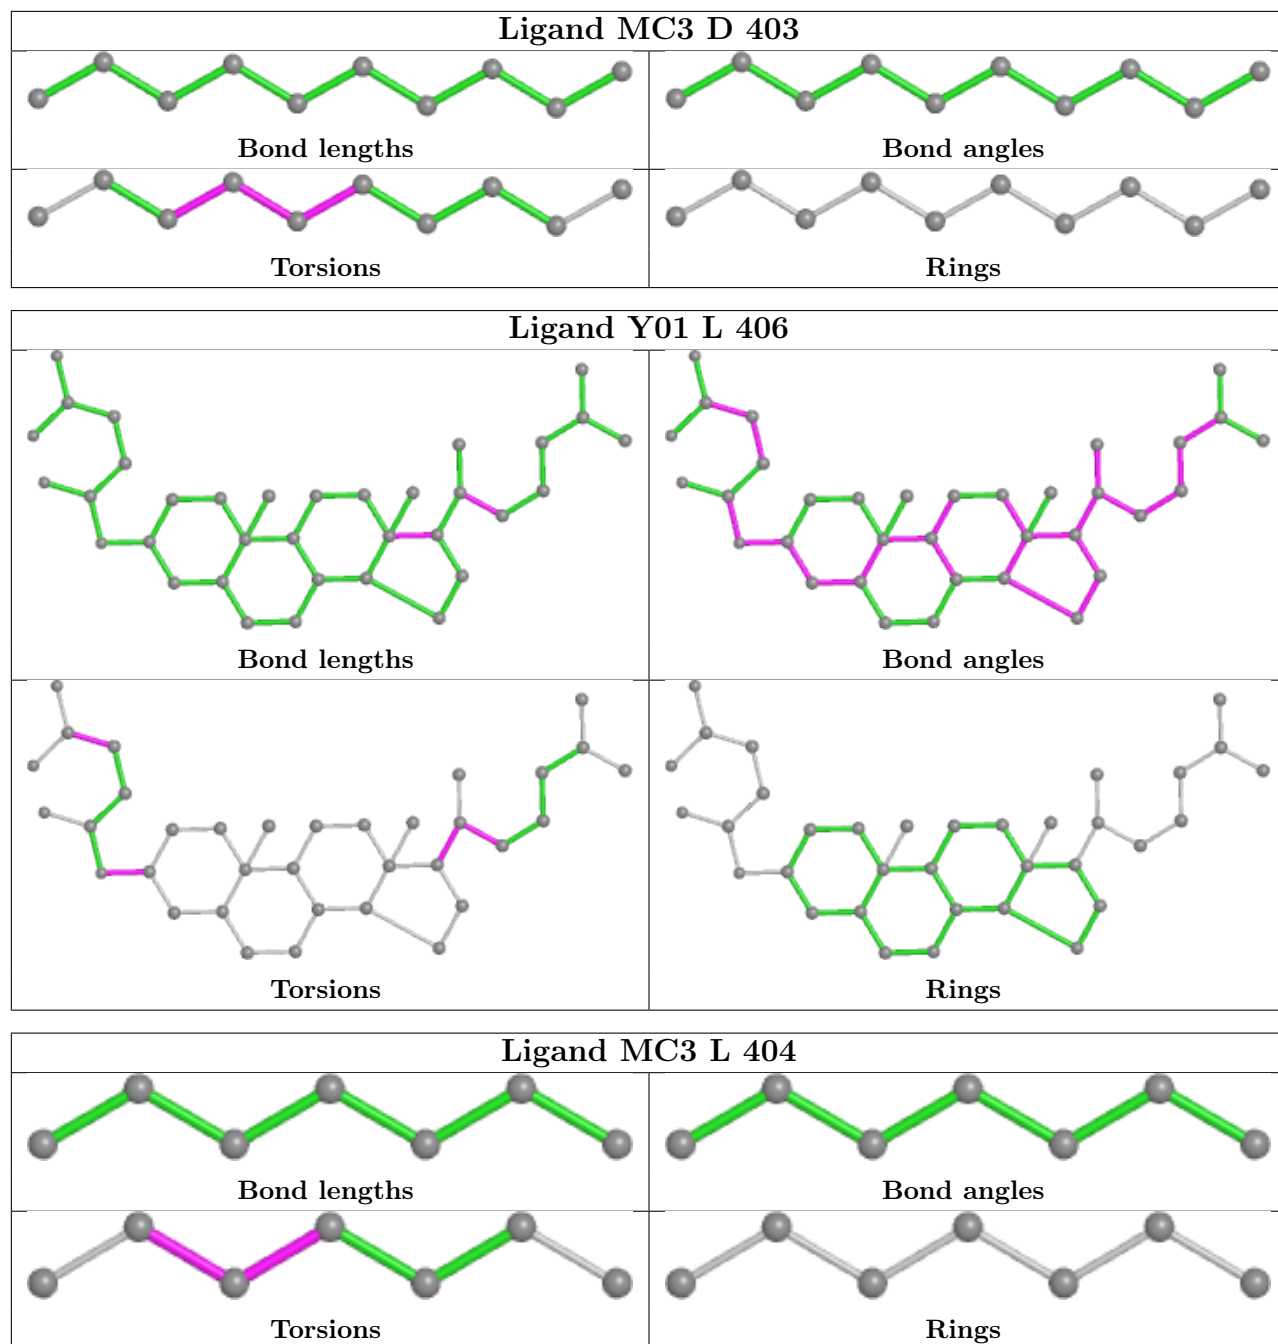 Ligand MC3 D 403
Bond lengths
Bond angles
Torsions
Rings
Ligand Y01 L 406
Bond lengths
Bond angles
Torsions
Rings
Ligand MC3 L 404
Bond lengths
Bond angles
Torsions
Rings